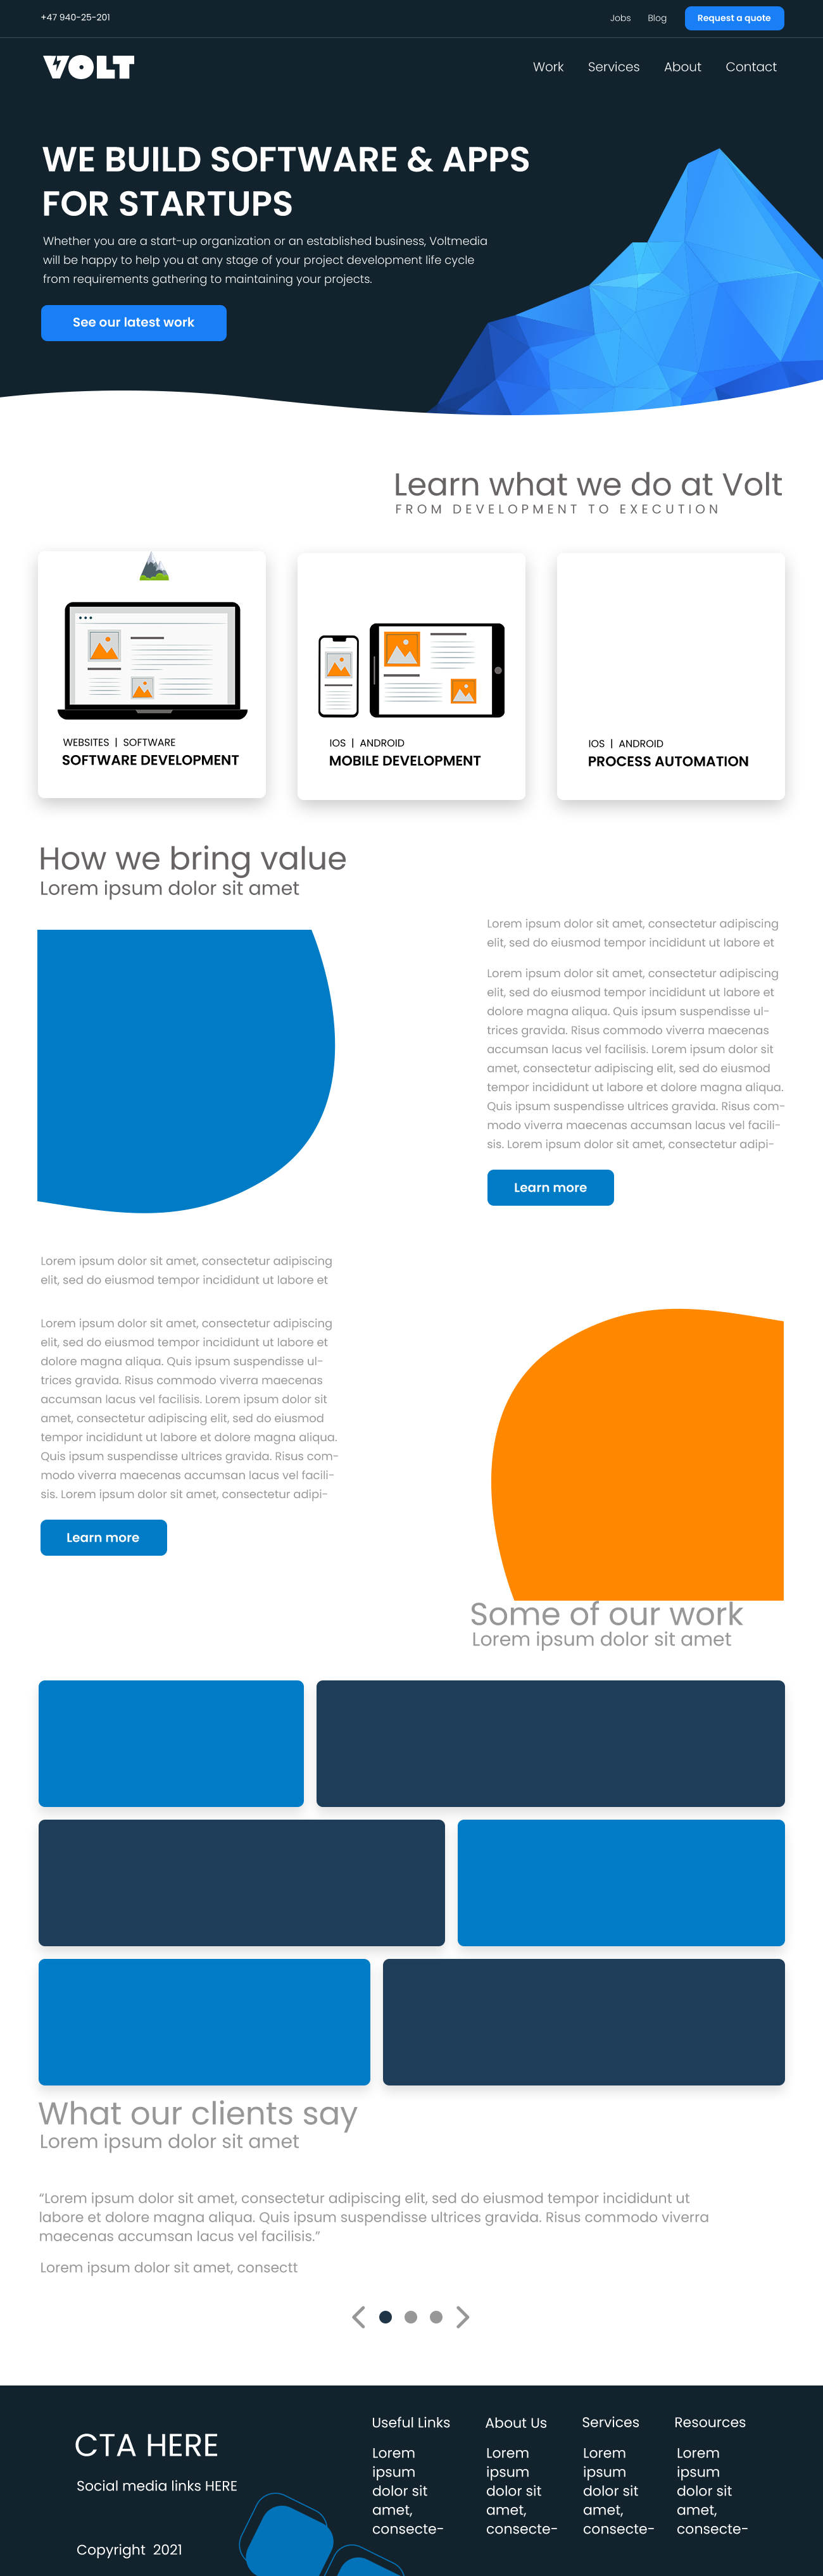 +47 940-25-201
Jobs
Blog
Request a quote
VOLT
Work
Services
About
Contact
WE BUILD SOFTWARE & APPS
FOR STARTUPS
Whether you are a start-up organization or an established business, Voltmedia
will be happy to help you at any stage of your project development life cycle
from requirements gathering to maintaining your projects.
See our latest work
Learn what we do at Volt
FROM DEVELOPMENT TO EXECUTION
WEBSITES | SOFTWARE
SOFTWARE DEVELOPMENT
IOS | ANDROID
MOBILE DEVELOPMENT
IOS | ANDROID
PROCESS AUTOMATION
How we bring value
Lorem ipsum dolor sit amet
Lorem ipsum dolor sit amet, consectetur adipiscing
elit, sed do eiusmod tempor incididunt ut labore et
Lorem ipsum dolor sit amet, consectetur adipiscing
elit, sed do eiusmod tempor incididunt ut labore et
dolore magna aliqua. Quis ipsum suspendisse ul-
trices gravida. Risus commodo viverra maecenas
accumsan lacus vel facilisis. Lorem ipsum dolor sit
amet, consectetur adipiscing elit, sed do eiusmod
tempor incididunt ut labore et dolore magna aliqua.
Quis ipsum suspendisse ultrices gravida. Risus com-
modo viverra maecenas accumsan lacus vel facili-
sis. Lorem ipsum dolor sit amet, consectetur adipi-
Learn more
Lorem ipsum dolor sit amet, consectetur adipiscing
elit, sed do eiusmod tempor incididunt ut labore et
Lorem ipsum dolor sit amet, consectetur adipiscing
elit, sed do eiusmod tempor incididunt ut labore et
dolore magna aliqua. Quis ipsum suspendisse ul-
trices gravida. Risus commodo viverra maecenas
accumsan lacus vel facilisis. Lorem ipsum dolor sit
amet, consectetur adipiscing elit, sed do eiusmod
tempor incididunt ut labore et dolore magna aliqua.
Quis ipsum suspendisse ultrices gravida. Risus com-
modo viverra maecenas accumsan lacus vel facili-
sis. Lorem ipsum dolor sit amet, consectetur adipi-
Learn more
Some of our work
Lorem ipsum dolor sit amet
What our clients say
Lorem ipsum dolor sit amet
“Lorem ipsum dolor sit amet, consectetur adipiscing elit, sed do eiusmod tempor incididunt ut
labore et dolore magna aliqua. Quis ipsum suspendisse ultrices gravida. Risus commodo viverra
maecenas accumsan lacus vel facilisis.”
Lorem ipsum dolor sit amet, consectt
CTA HERE
Social media links HERE
Copyright 2021
Useful Links
Lorem
ipsum
dolor sit
amet,
consecte-
About Us
Lorem
ipsum
dolor sit
amet,
consecte-
Services
Lorem
ipsum
dolor sit
amet,
consecte-
Resources
Lorem
ipsum
dolor sit
amet,
consecte-